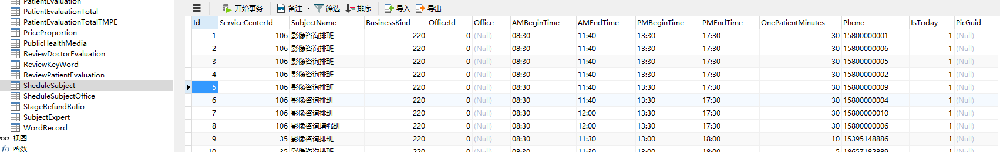 PatientEvaluation
PatientEvaluationTotal
PatientEvaluationTotalTMPE
PriceProportion
PublicHealthMedia
ReviewDoctorEvaluation
ReviewKeyWord
ReviewPatientEvaluation
SheduleSubject
SheduleSubjectOffice
StageRefundRatio
SubjectExpert
WordRecord
视图
函数
开始事务 备注 筛选 排序 导入 导出
Id ServiceCenterId SubjectName BusinessKind OfficeId Office AMBeginTime AMEndTime PMBeginTime PMEndTime OnePatientMinutes Phone IsToday PicGuid
1 106 影像咨询排班 220 0 (Null) 08:30 11:40 13:30 17:30 30 15800000001 1 (Null)
2 106 影像咨询排班 220 0 (Null) 08:30 11:40 13:30 17:30 30 15800000006 1 (Null)
3 106 影像咨询排班 220 0 (Null) 08:30 11:40 13:30 17:30 30 15800000005 1 (Null)
4 106 影像咨询排班 220 0 (Null) 08:30 11:40 13:30 17:30 30 15800000002 1 (Null)
5 106 影像咨询排班 220 0 (Null) 08:30 11:40 13:30 17:30 30 15800000009 1 (Null)
6 106 影像咨询排班 220 0 (Null) 08:30 11:40 13:30 17:30 30 15800000004 1 (Null)
7 106 影像咨询排班 220 0 (Null) 08:30 12:00 13:30 17:30 30 15800000010 1 (Null)
8 106 影像咨询增强班 220 0 (Null) 08:30 12:00 13:30 17:30 30 15800000006 1 (Null)
9 35 影像咨询排班 220 0 (Null) 08:30 11:30 13:00 18:00 10 15395148886 1 (Null)
10 35 影像咨询排班 220 0 (Null) 08:30 11:30 13:00 18:00 5 18657182889 1 (Null)